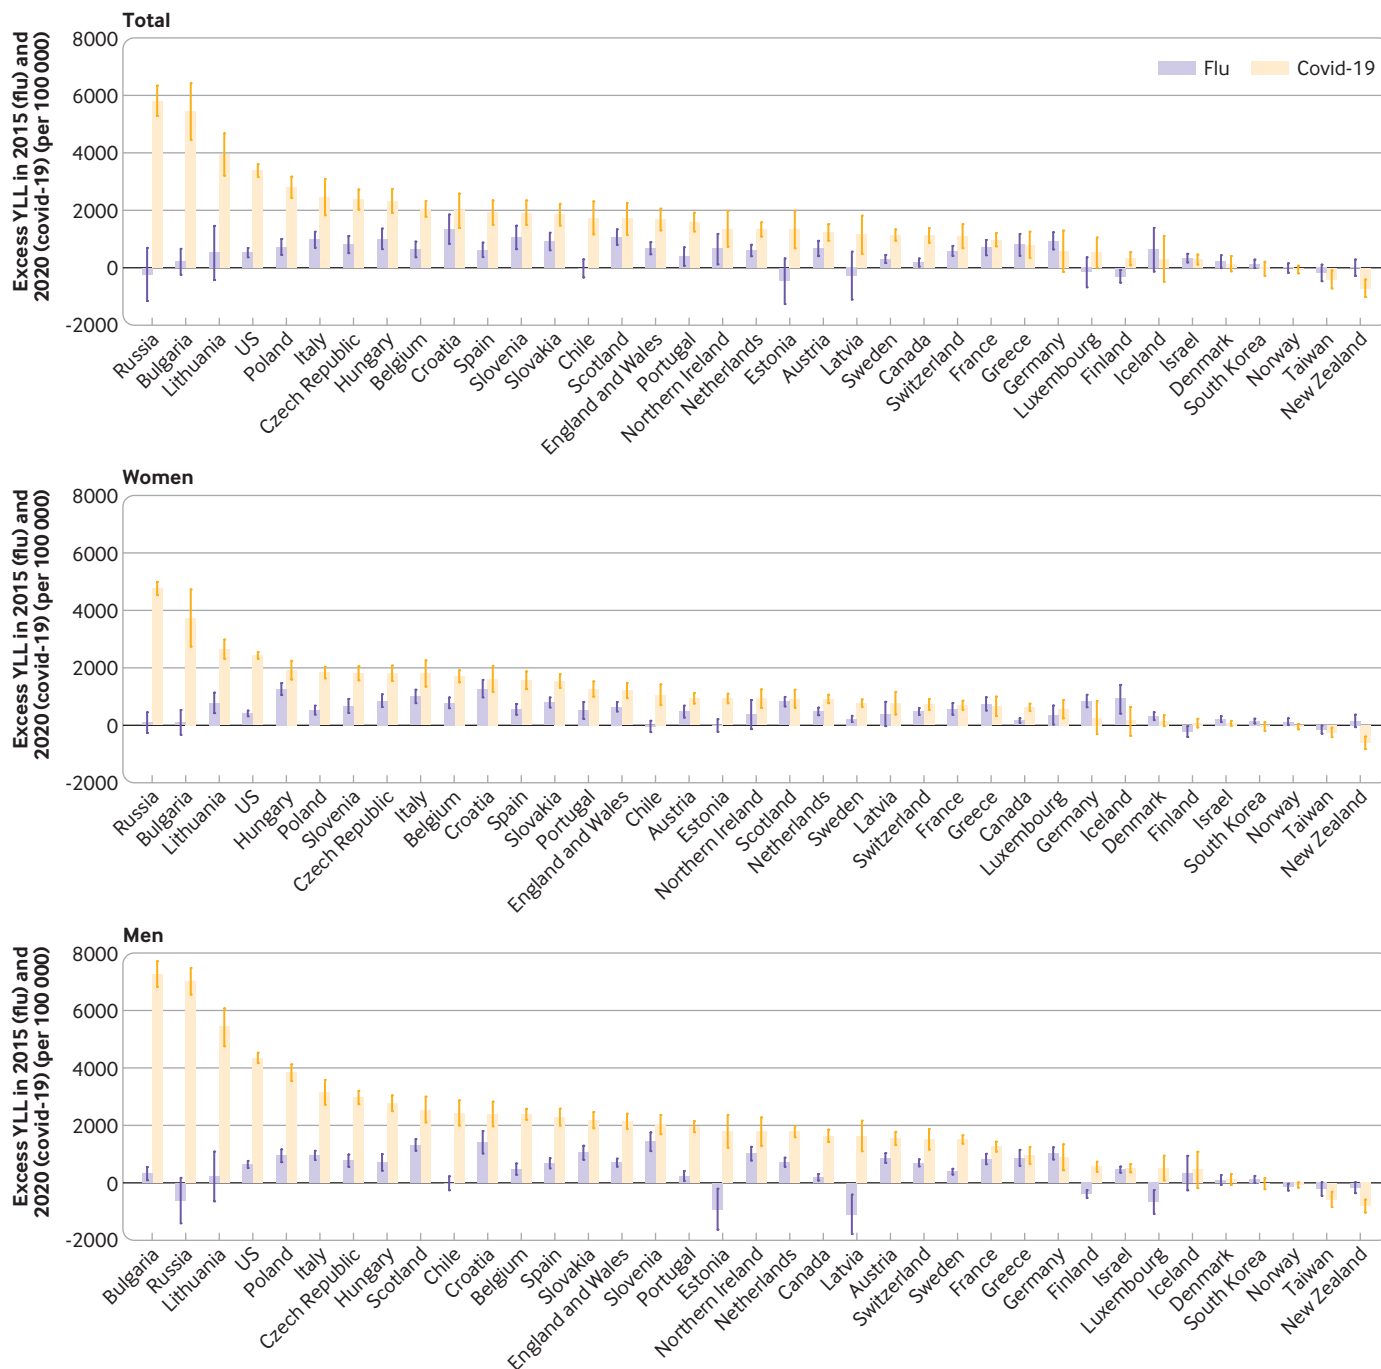 Total
Excess YLL in 2015 (flu) and
2020 (covid-19) (per 100 000)
8000
6000
4000
2000
0
-2000
Flu
Covid-19
Russia
Bulgaria
Lithuania
US
Poland
Italy
Czech Republic
Hungary
Belgium
Croatia
Spain
Slovenia
Slovakia
Chile
Scotland
England and Wales
Portugal
Northern Ireland
Netherlands
Estonia
Austria
Latvia
Sweden
Canada
Switzerland
France
Greece
Germany
Luxembourg
Finland
Iceland
Israel
Denmark
South Korea
Norway
Taiwan
New Zealand
Women
Excess YLL in 2015 (flu) and
2020 (covid-19) (per 100 000)
8000
6000
4000
2000
0
-2000
Russia
Bulgaria
Lithuania
US
Hungary
Poland
Slovenia
Czech Republic
Italy
Belgium
Croatia
Spain
Slovakia
Portugal
England and Wales
Chile
Austria
Estonia
Northern Ireland
Scotland
Netherlands
Sweden
Latvia
Switzerland
France
Greece
Canada
Luxembourg
Germany
Iceland
Denmark
Finland
Israel
South Korea
Norway
Taiwan
New Zealand
Men
Excess YLL in 2015 (flu) and
2020 (covid-19) (per 100 000)
8000
6000
4000
2000
0
-2000
Bulgaria
Russia
Lithuania
US
Poland
Italy
Czech Republic
Hungary
Scotland
Chile
Croatia
Belgium
Spain
Slovakia
England and Wales
Slovenia
Portugal
Estonia
Northern Ireland
Netherlands
Canada
Latvia
Austria
Switzerland
Sweden
France
Greece
Germany
Finland
Israel
Luxembourg
Iceland
Denmark
South Korea
Norway
Taiwan
New Zealand